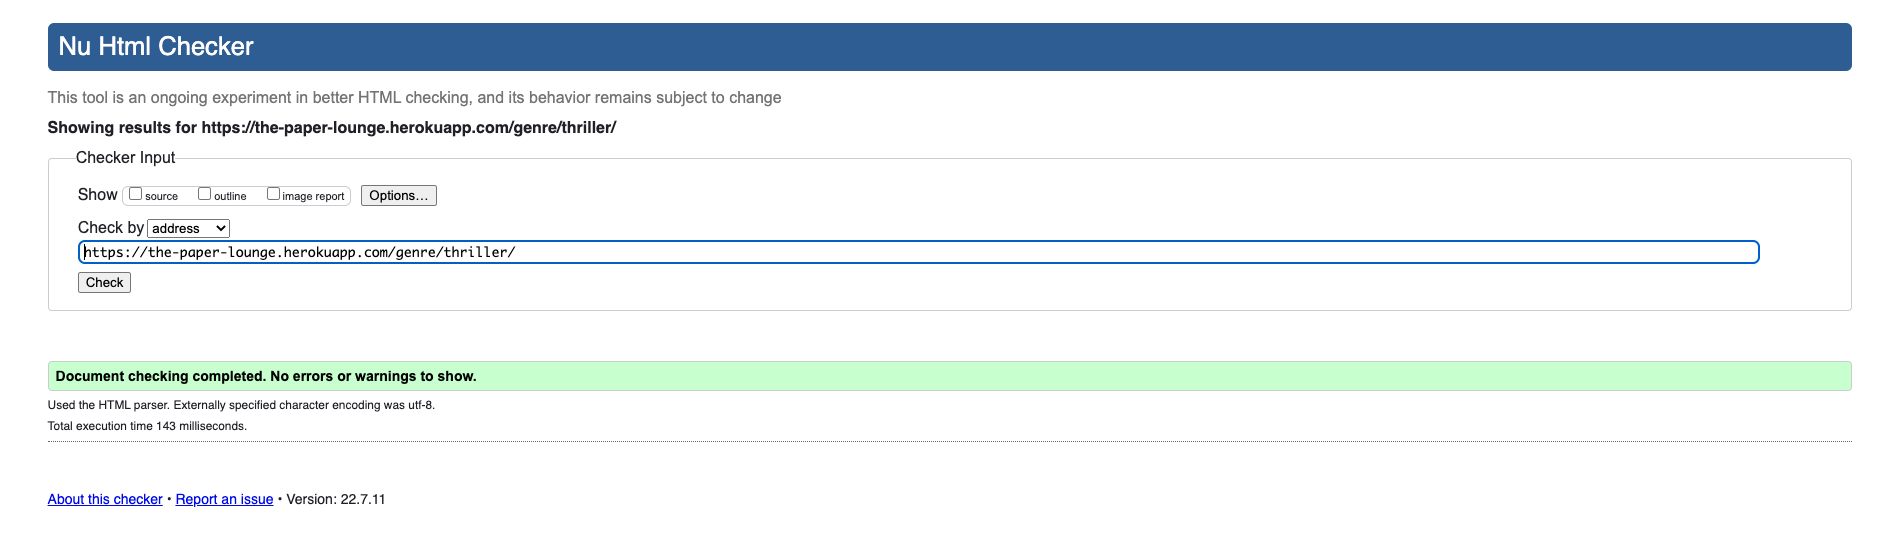 Nu Html Checker
This tool is an ongoing experiment in better HTML checking, and its behavior remains subject to change
Showing results for https://the-paper-lounge.herokuapp.com/genre/thriller/
Checker Input
Show source outline image report Options...
Check by address
https://the-paper-lounge.herokuapp.com/genre/thriller/
Check
Document checking completed. No errors or warnings to show.
Used the HTML parser. Externally specified character encoding was utf-8.
Total execution time 143 milliseconds.
About this checker • Report an issue • Version: 22.7.11